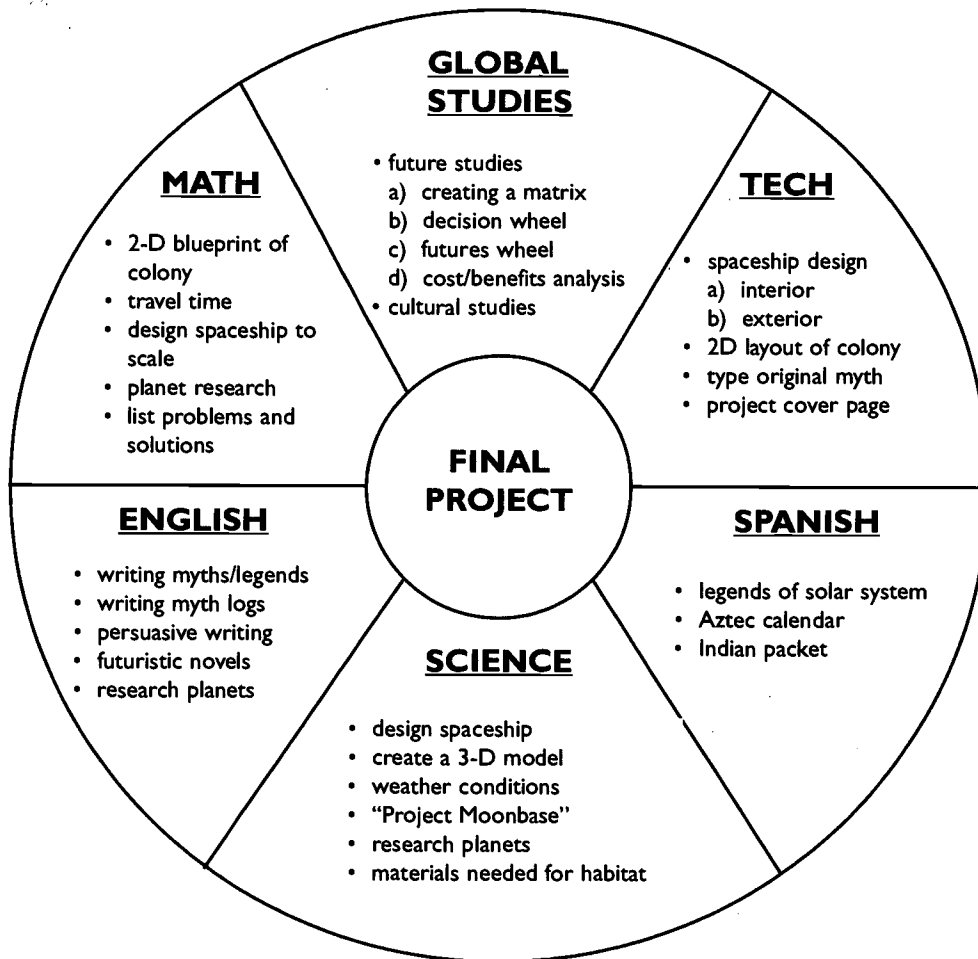 GLOBAL
STUDIES
• future studies
a) creating a matrix
b) decision wheel
c) futures wheel
d) cost/benefits analysis
• cultural studies
MATH
• 2-D blueprint of
colony
• travel time
• design spaceship to
scale
• planet research
• list problems and
solutions
TECH
• spaceship design
a) interior
b) exterior
• 2D layout of colony
• type original myth
• project cover page
FINAL
PROJECT
ENGLISH
• writing myths/legends
• writing myth logs
• persuasive writing
• futuristic novels
• research planets
SCIENCE
• design spaceship
• create a 3-D model
• weather conditions
• “Project Moonbase”
• research planets
• materials needed for habitat
SPANISH
• legends of solar system
• Aztec calendar
• Indian packet